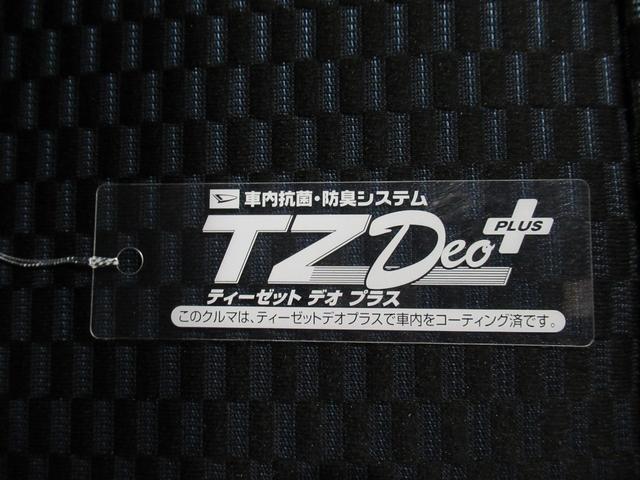 車内抗菌・防臭システム
TZ Deo PLUS
ティーゼット デオ プラス
このクルマは、ティーゼットデオプラスで車内をコーティング済です。